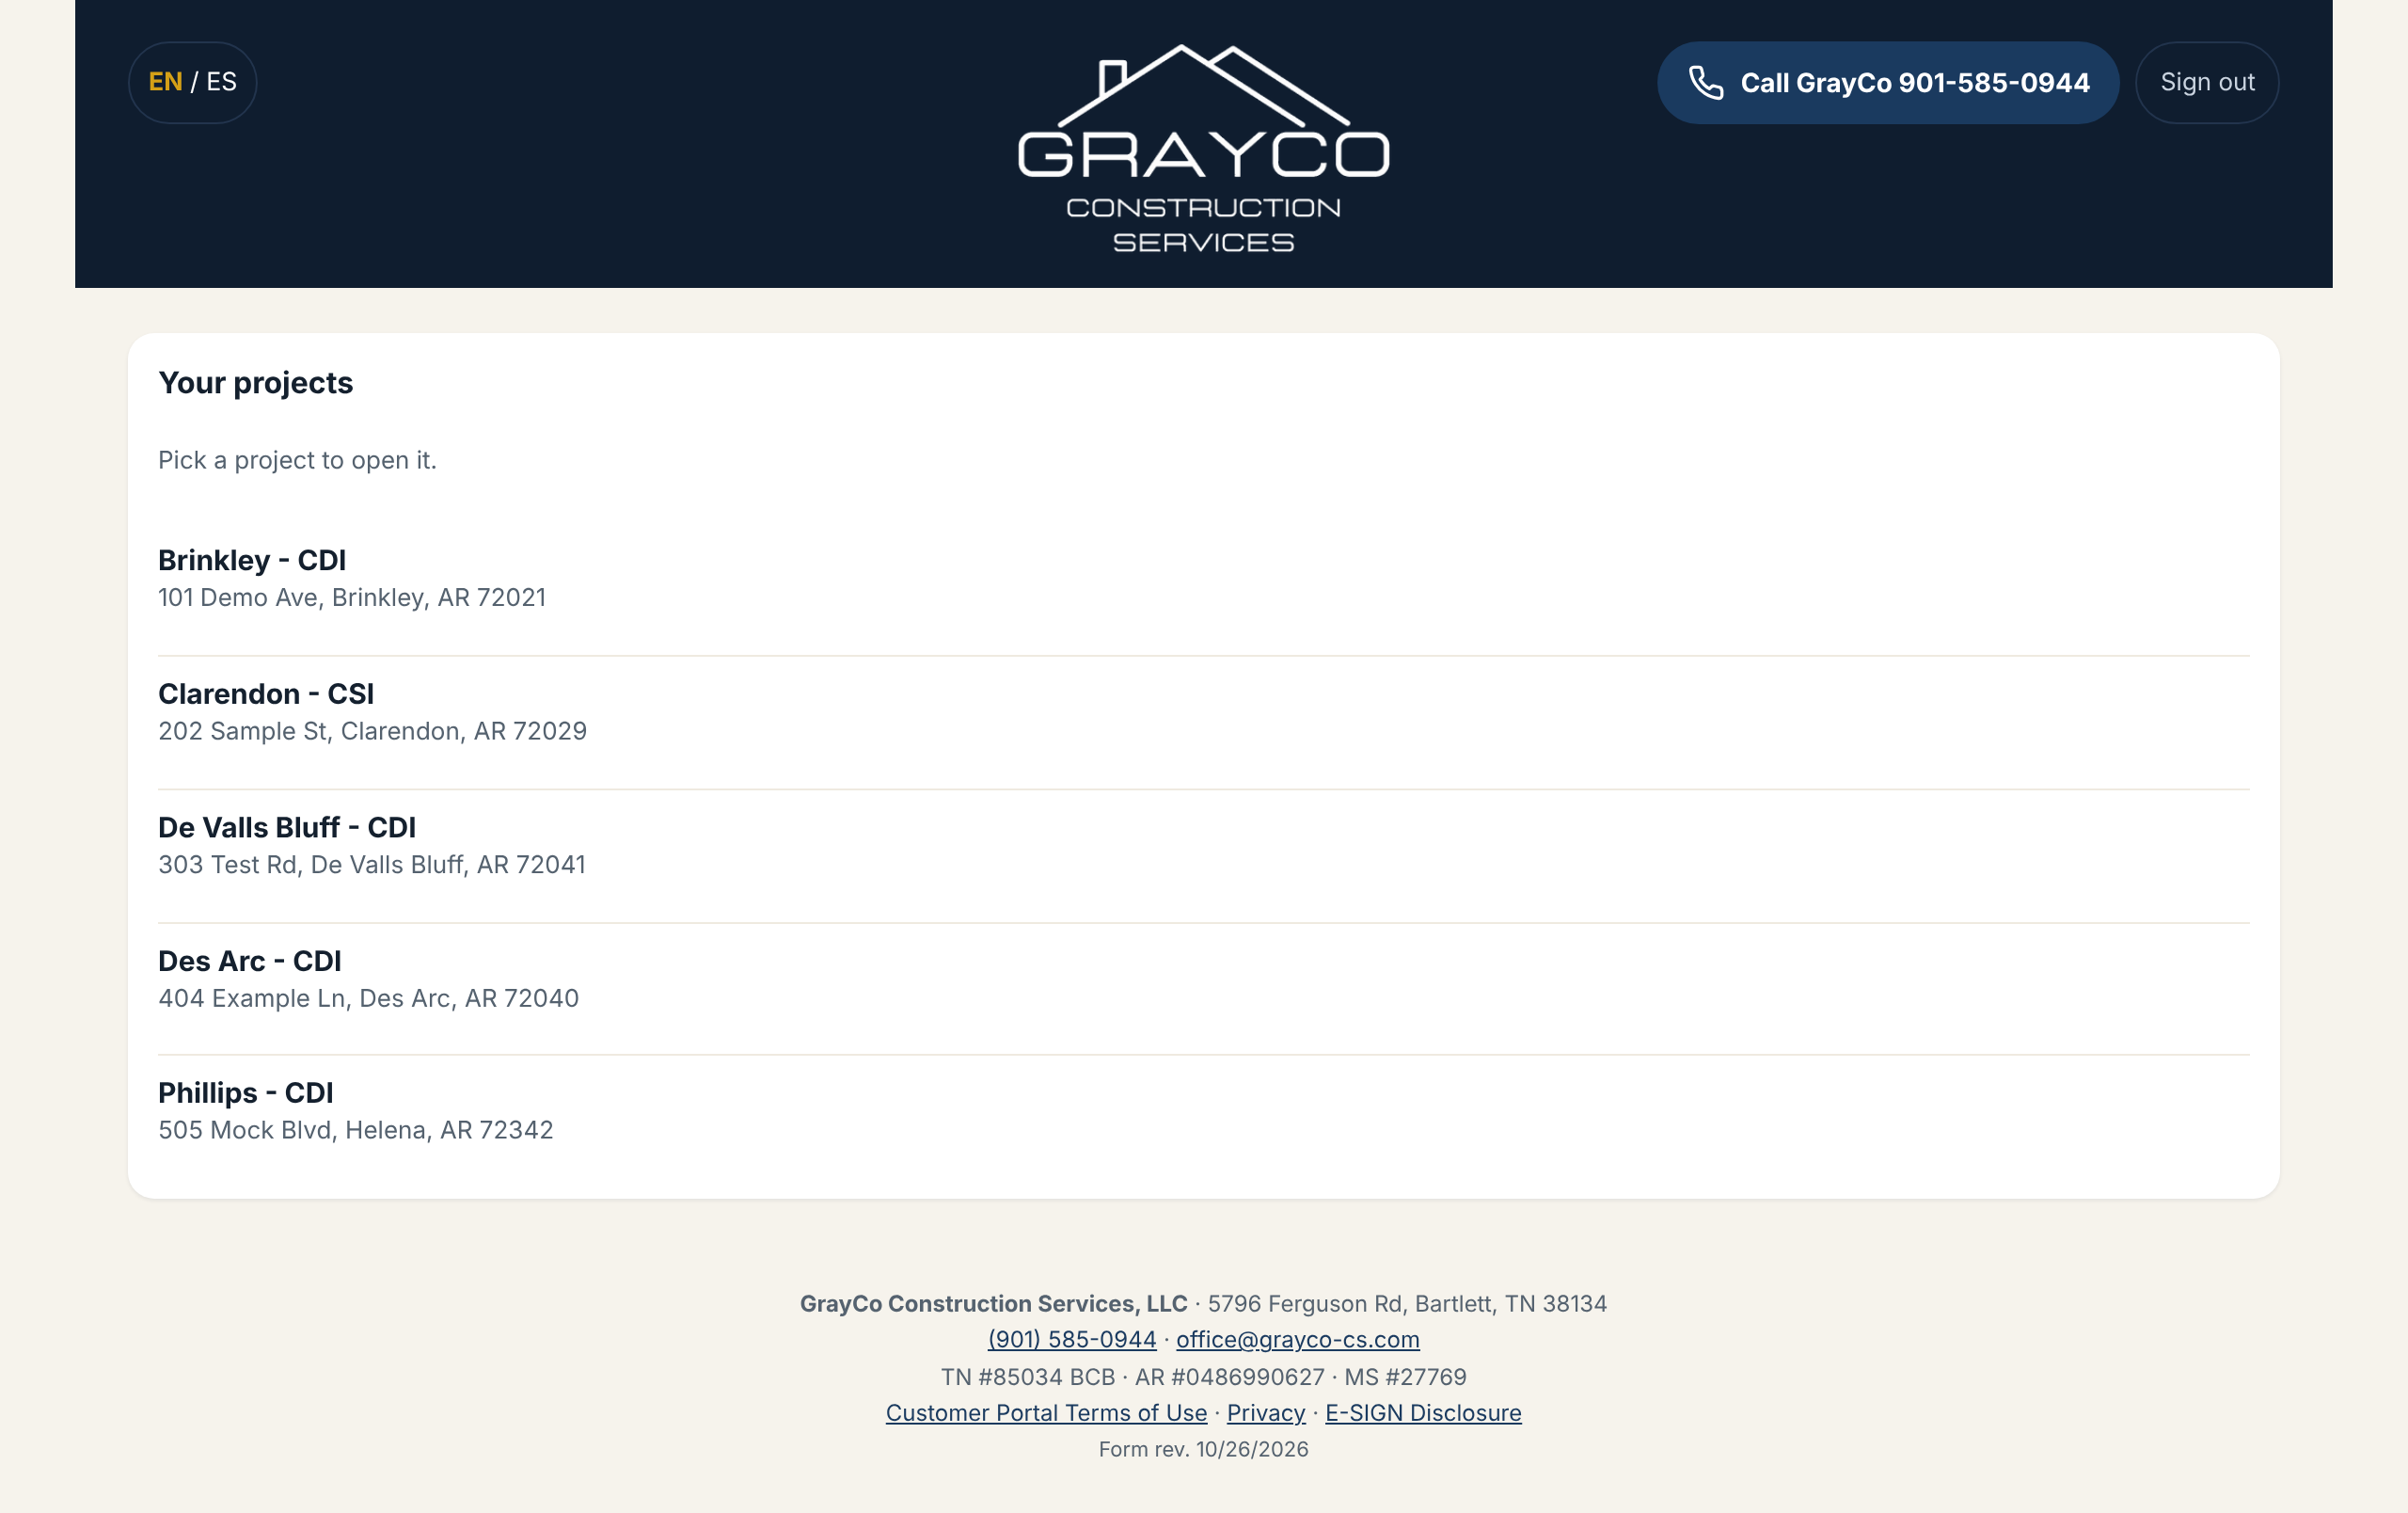 EN / ES
GRAYCO
CONSTRUCTION
SERVICES
Call GrayCo 901-585-0944
Sign out
Your projects
Pick a project to open it.
Brinkley - CDI
101 Demo Ave, Brinkley, AR 72021
Clarendon - CSI
202 Sample St, Clarendon, AR 72029
De Valls Bluff - CDI
303 Test Rd, De Valls Bluff, AR 72041
Des Arc - CDI
404 Example Ln, Des Arc, AR 72040
Phillips - CDI
505 Mock Blvd, Helena, AR 72342
GrayCo Construction Services, LLC · 5796 Ferguson Rd, Bartlett, TN 38134
(901) 585-0944 · office@grayco-cs.com
TN #85034 BCB · AR #0486990627 · MS #27769
Customer Portal Terms of Use · Privacy · E-SIGN Disclosure
Form rev. 10/26/2026